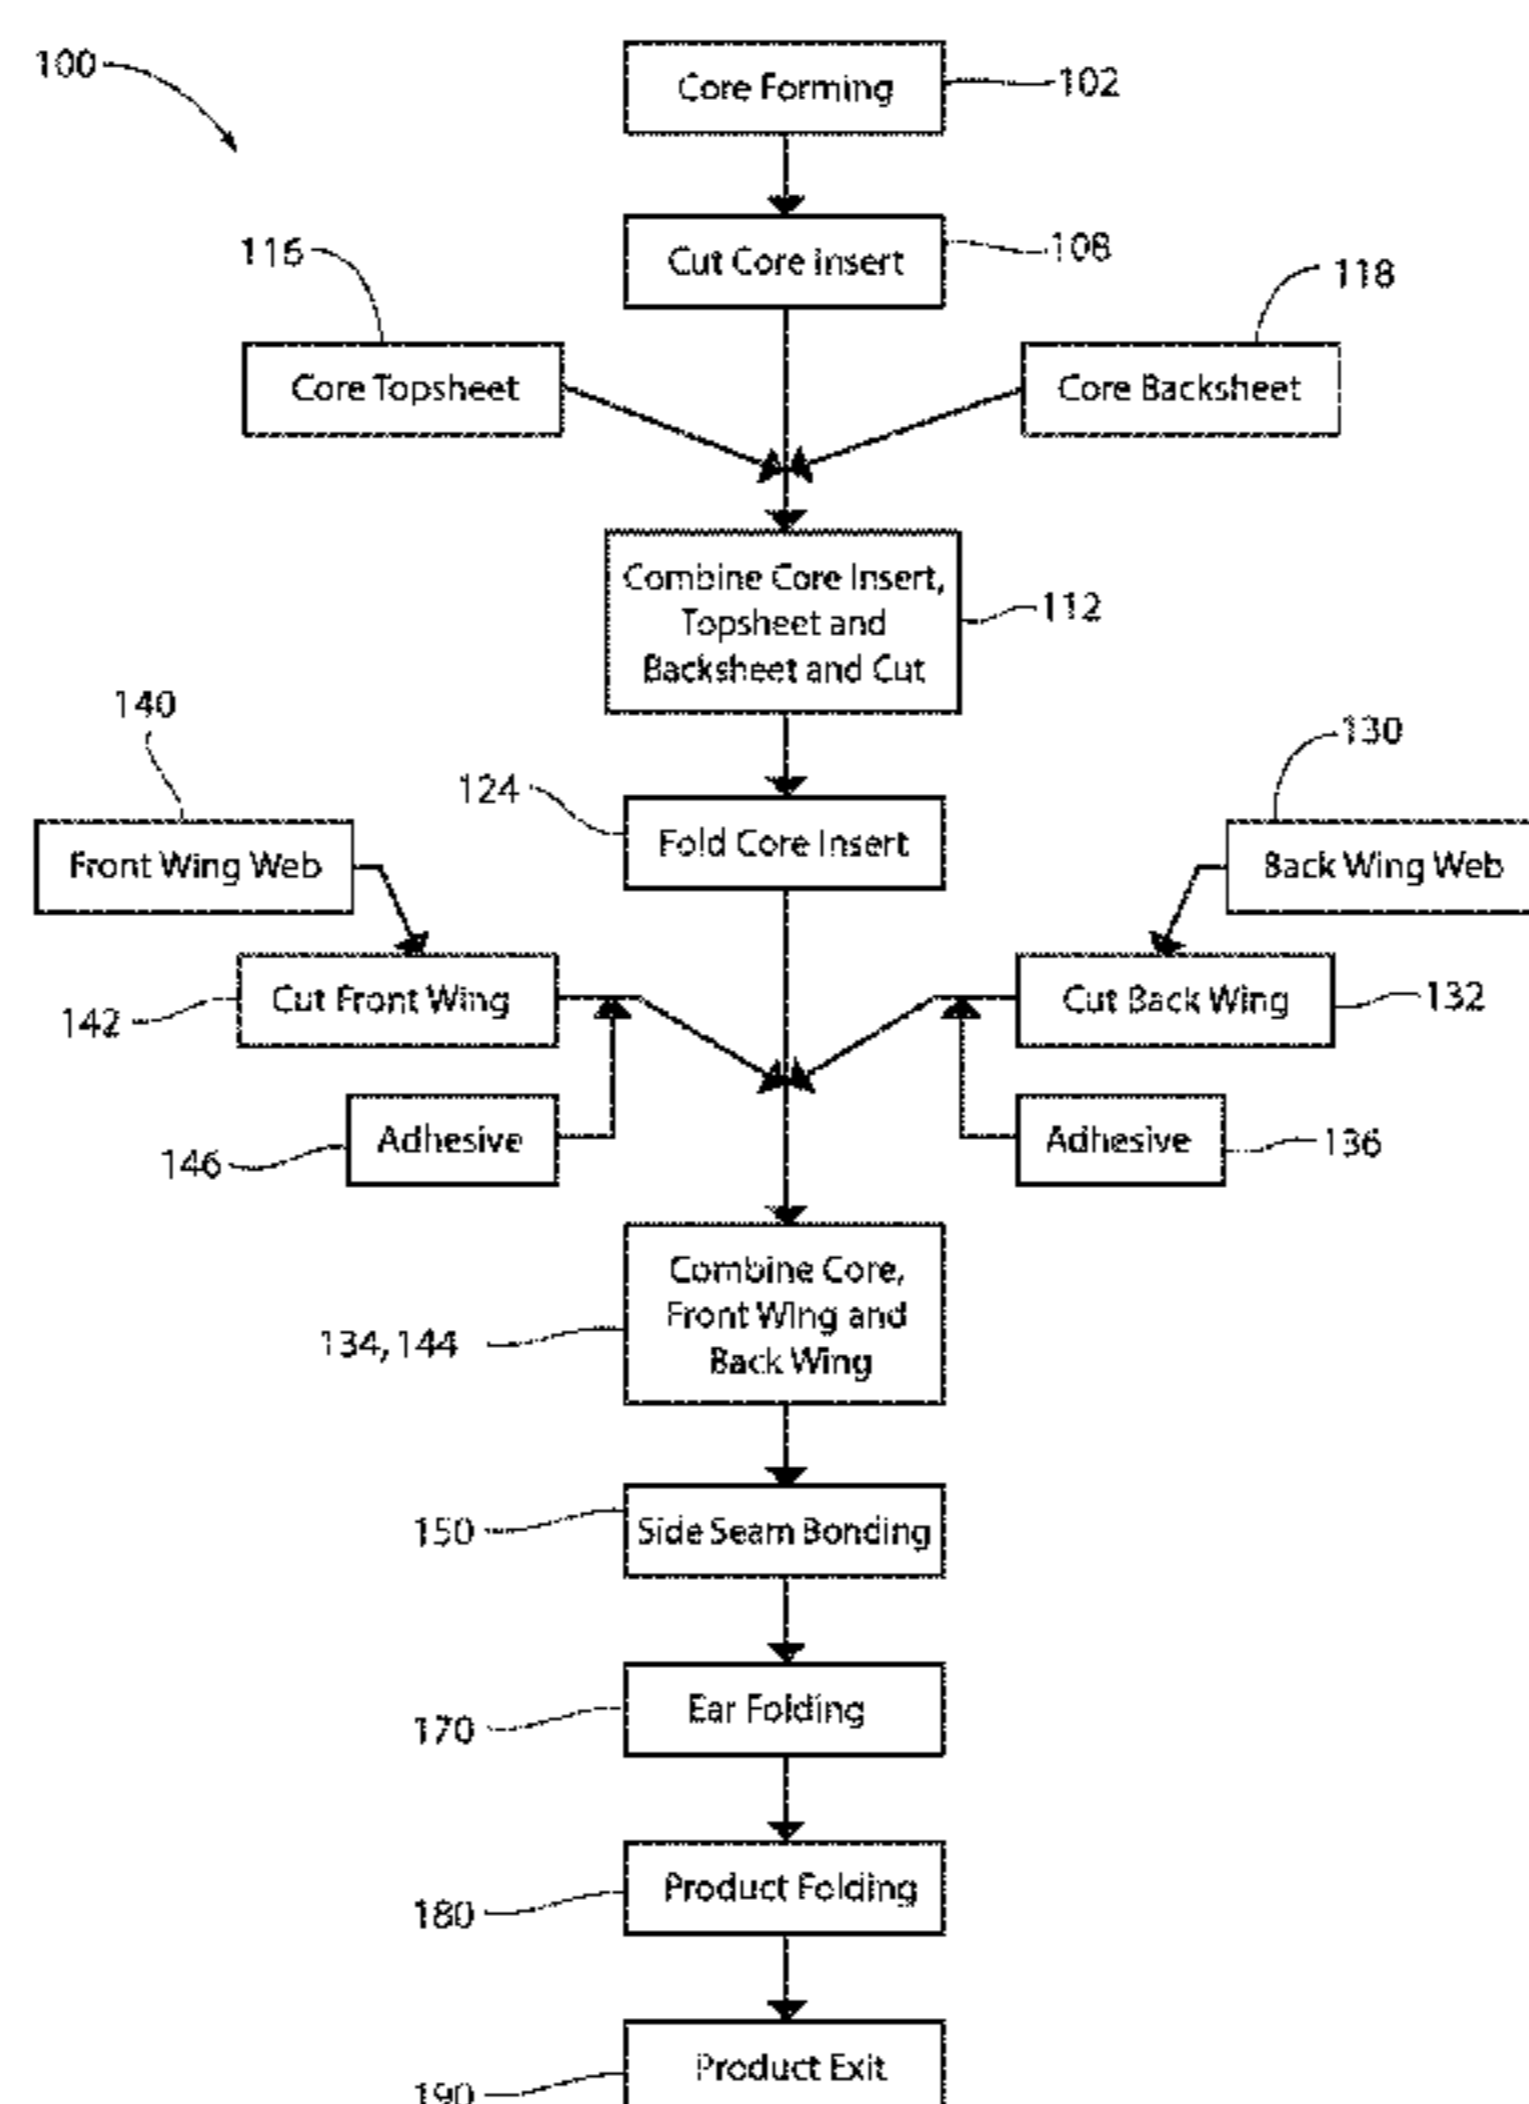 100
Core Forming
102
Cut Core Insert
108
116
118
Core Topsheet
Core Backsheet
Combine Core Insert,
Topsheet and
Backsheet and Cut
112
140
130
124
Fold Core Insert
Front Wing Web
Back Wing Web
Cut Front Wing
142
Cut Back Wing
132
Adhesive
146
Adhesive
136
Combine Core,
Front Wing and
Back Wing
134, 144
Side Seam Bonding
150
Ear Folding
170
Product Folding
180
Product Exit
190